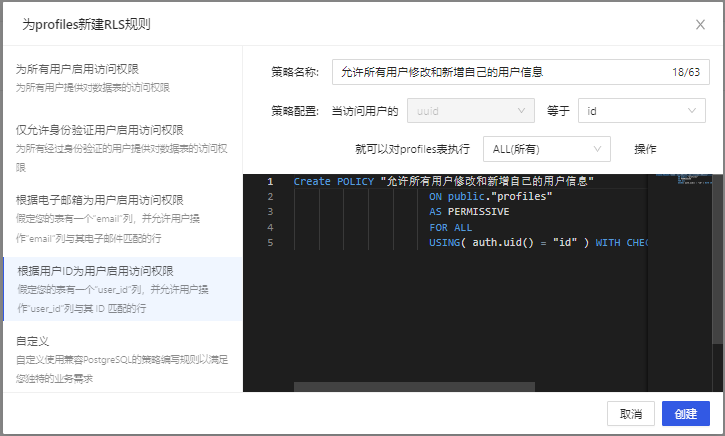 为profiles新建RLS规则
为所有用户启用访问权限
为所有用户提供对数据表的访问权限
仅允许身份验证用户启用访问权限
为所有经过身份验证的用户提供对数据表的访问权
限
根据电子邮箱为用户启用访问权限
假定您的表有一个"email"列，并允许用户操
作"email"列与其电子邮件匹配的行
根据用户ID为用户启用访问权限
假定您的表有一个"user_id"列，并允许用户操
作"user_id"列与其 ID 匹配的行
自定义
自定义使用兼容PostgreSQL的策略编写规则以满足
您独特的业务需求
策略名称: 允许所有用户修改和新增自己的用户信息 18/63
策略配置: 当访问用户的 uuid 等于 id
就可以对profiles表执行 ALL(所有) 操作
1 Create POLICY "允许所有用户修改和新增自己的用户信息"
2 ON public."profiles"
3 AS PERMISSIVE
4 FOR ALL
5 USING( auth.uid() = "id" ) WITH CHEC
取消 创建